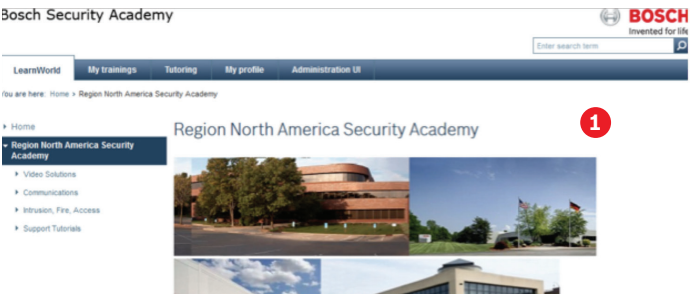 Bosch Security Academy
BOSCH
Invented for life
Enter search term
LearnWorld My trainings Tutoring My profile Administration UI
You are here: Home > Region North America Security Academy
Home
Region North America Security
Academy
Video Solutions
Communications
Intrusion, Fire, Access
Support Tutorials
Region North America Security Academy
1